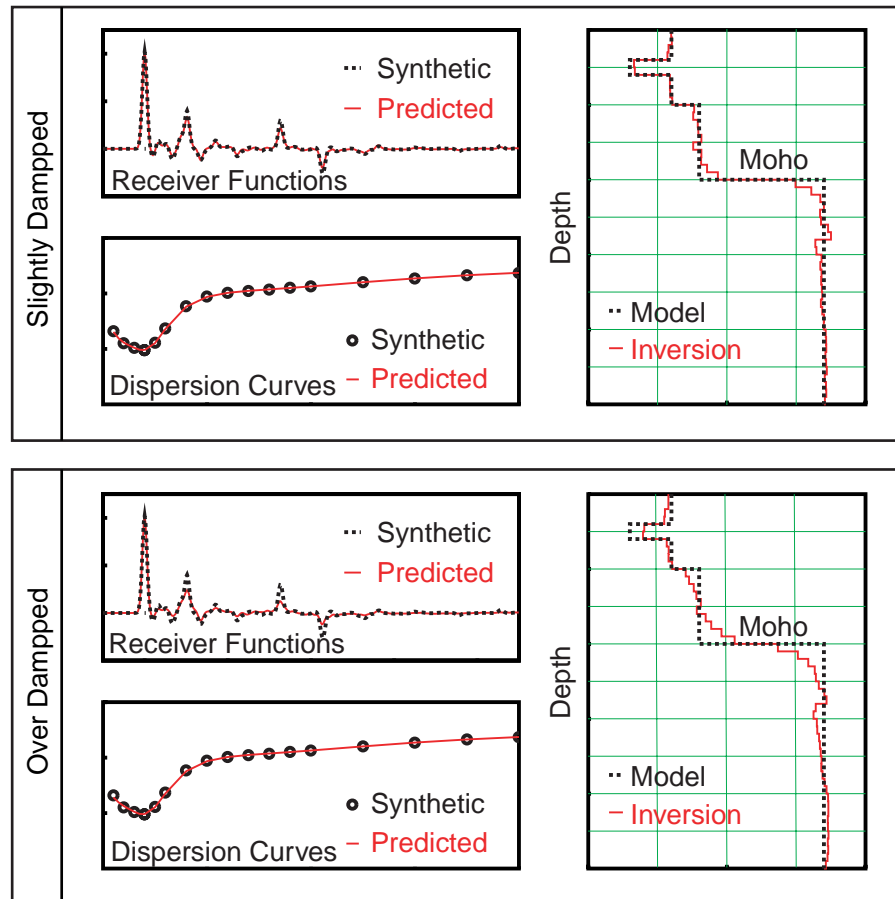 Slightly Dampped
Synthetic
Predicted
Receiver Functions
Synthetic
Predicted
Dispersion Curves
Depth
Moho
Model
Inversion
Over Dampped
Synthetic
Predicted
Receiver Functions
Synthetic
Predicted
Dispersion Curves
Depth
Moho
Model
Inversion